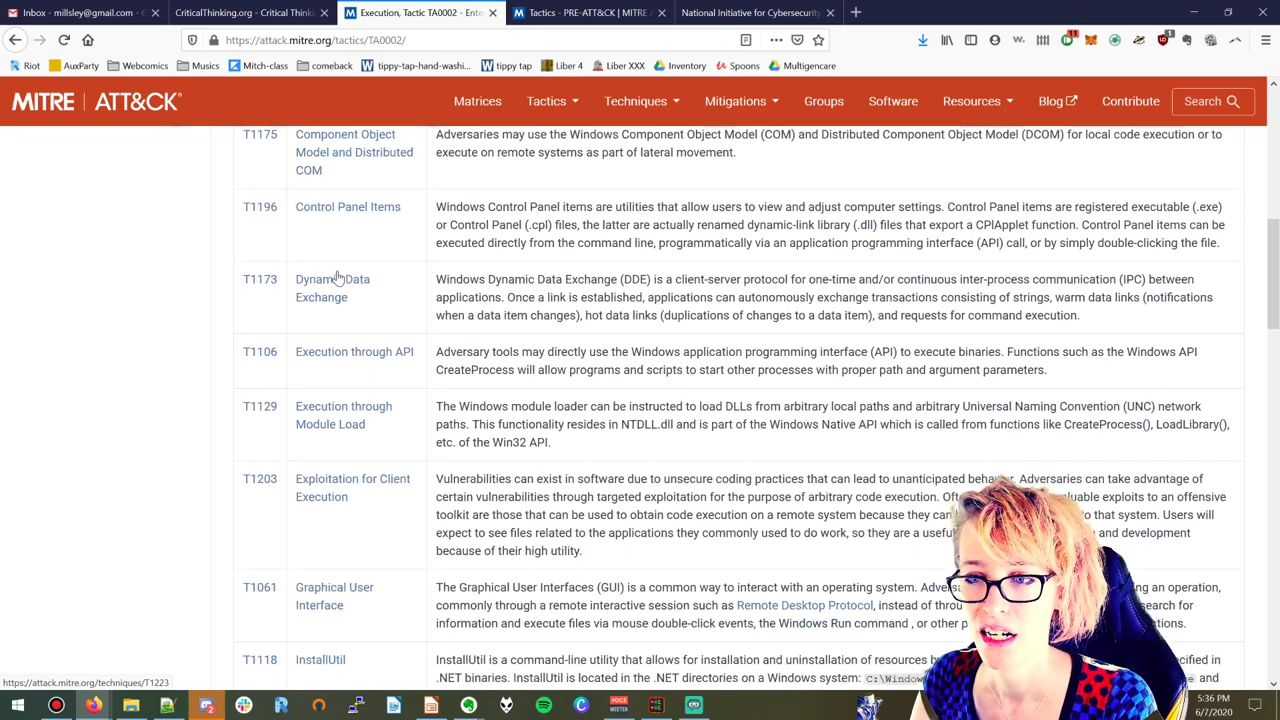 Inbox - millsley@gmail.com - G
CriticalThinking.org - Critical Think
Execution, Tactic TA0002 - Ente
Tactics - PRE-ATT&CK | MITRE A
National Initiative for Cybersecurity
https://attack.mitre.org/tactics/TA0002/
Riot AuxParty Webcomics Musics Mitch-class comeback tippy-tap-hand-washi... tippy tap Liber 4 Liber XXX Inventory Spoons Multigencare
MITRE | ATT&CK®
Matrices Tactics Techniques Mitigations Groups Software Resources Blog Contribute Search
T1175 Component Object Model and Distributed COM
Adversaries may use the Windows Component Object Model (COM) and Distributed Component Object Model (DCOM) for local code execution or to
execute on remote systems as part of lateral movement.
T1196 Control Panel Items
Windows Control Panel items are utilities that allow users to view and adjust computer settings. Control Panel items are registered executable (.exe)
or Control Panel (.cpl) files, the latter are actually renamed dynamic-link library (.dll) files that export a CPlApplet function. Control Panel items can be
executed directly from the command line, programmatically via an application programming interface (API) call, or by simply double-clicking the file.
T1173 Dynamic Data
Exchange
Windows Dynamic Data Exchange (DDE) is a client-server protocol for one-time and/or continuous inter-process communication (IPC) between
applications. Once a link is established, applications can autonomously exchange transactions consisting of strings, warm data links (notifications
when a data item changes), hot data links (duplications of changes to a data item), and requests for command execution.
T1106 Execution through API
Adversary tools may directly use the Windows application programming interface (API) to execute binaries. Functions such as the Windows API
CreateProcess will allow programs and scripts to start other processes with proper path and argument parameters.
T1129 Execution through
Module Load
The Windows module loader can be instructed to load DLLs from arbitrary local paths and arbitrary Universal Naming Convention (UNC) network
paths. This functionality resides in NTDLL.dll and is part of the Windows Native API which is called from functions like CreateProcess(), LoadLibrary(),
etc. of the Win32 API.
T1203 Exploitation for Client
Execution
Vulnerabilities can exist in software due to unsecure coding practices that can lead to unanticipated behavior. Adversaries can take advantage of
certain vulnerabilities through targeted exploitation for the purpose of arbitrary code execution. valuable exploits to an offensive
toolkit are those that can be used to obtain code execution on a remote system because they can to that system. Users will
expect to see files related to the applications they commonly used to do work, so they are a and development
because of their high utility.
T1061 Graphical User
Interface
The Graphical User Interfaces (GUI) is a common way to interact with an operating system. an operation,
commonly through a remote interactive session such as Remote Desktop Protocol, instead of search for
information and execute files via mouse double-click events, the Windows Run command , or other
T1118 InstallUtil
InstallUtil is a command-line utility that allows for installation and uninstallation of resources in
.NET binaries. InstallUtil is located in the .NET directories on a Windows system: and
https://attack.mitre.org/techniques/T1223
VOICE
MEETER
5:36 PM
6/7/2020